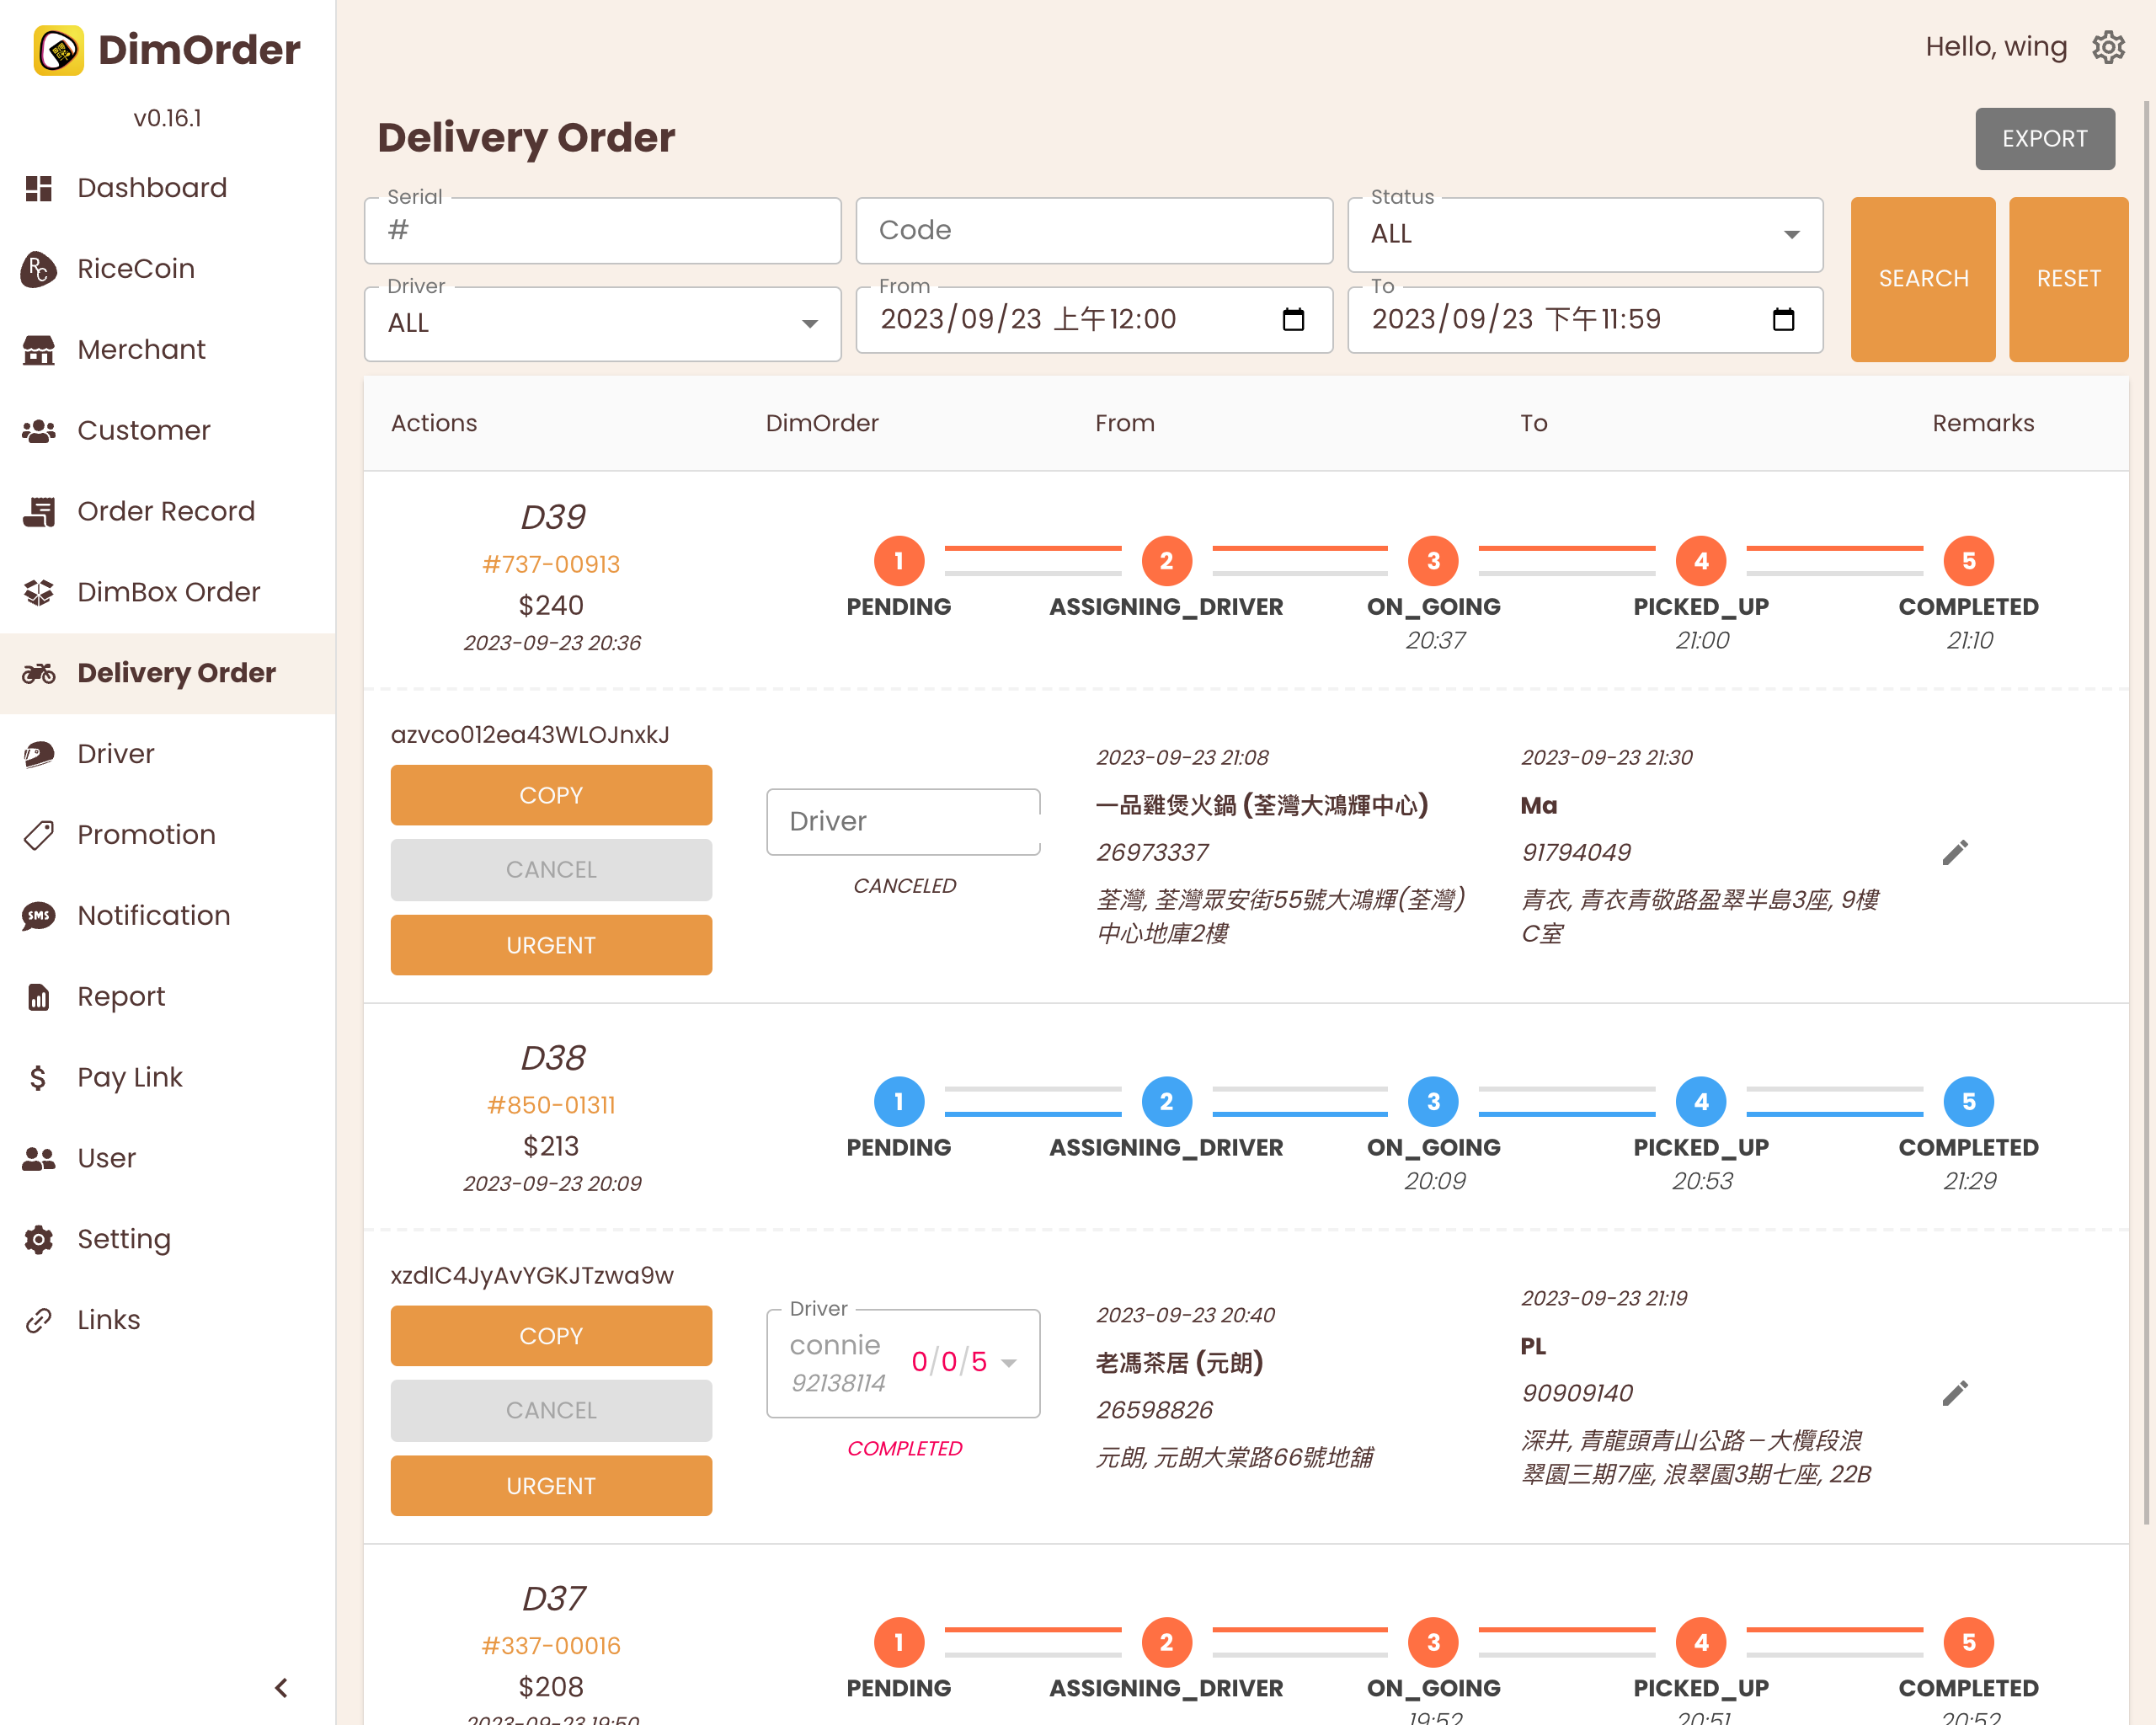 DimOrder
v0.16.1
Dashboard
RiceCoin
Merchant
Customer
Order Record
DimBox Order
Delivery Order
Driver
Promotion
Notification
Report
Pay Link
User
Setting
Links
Hello, wing
Delivery Order
EXPORT
Serial
#
Code
Status
ALL
SEARCH
RESET
Driver
ALL
From
2023/09/23 上午12:00
To
2023/09/23 下午11:59
Actions
DimOrder
From
To
Remarks
D39
#737-00913
$240
2023-09-23 20:36
1
PENDING
2
ASSIGNING_DRIVER
3
ON_GOING
20:37
4
PICKED_UP
21:00
5
COMPLETED
21:10
azvco012ea43WLOJnxkJ
COPY
CANCEL
URGENT
Driver
CANCELED
2023-09-23 21:08
一品雞煲火鍋 (荃灣大鴻輝中心)
26973337
荃灣, 荃灣眾安街55號大鴻輝(荃灣)
中心地庫2樓
2023-09-23 21:30
Ma
91794049
青衣, 青衣青敬路盈翠半島3座, 9樓
C室
D38
#850-01311
$213
2023-09-23 20:09
1
PENDING
2
ASSIGNING_DRIVER
3
ON_GOING
20:09
4
PICKED_UP
20:53
5
COMPLETED
21:29
xzdIC4JyAvYGKJTzwa9w
COPY
CANCEL
URGENT
Driver
connie
92138114
0/0/5
COMPLETED
2023-09-23 20:40
老馮茶居 (元朗)
26598826
元朗, 元朗大棠路66號地舖
2023-09-23 21:19
PL
90909140
深井, 青龍頭青山公路－大欖段浪
翠園三期7座, 浪翠園3期七座, 22B
D37
#337-00016
$208
2023-09-23 19:50
1
PENDING
2
ASSIGNING_DRIVER
3
ON_GOING
19:52
4
PICKED_UP
20:51
5
COMPLETED
20:52